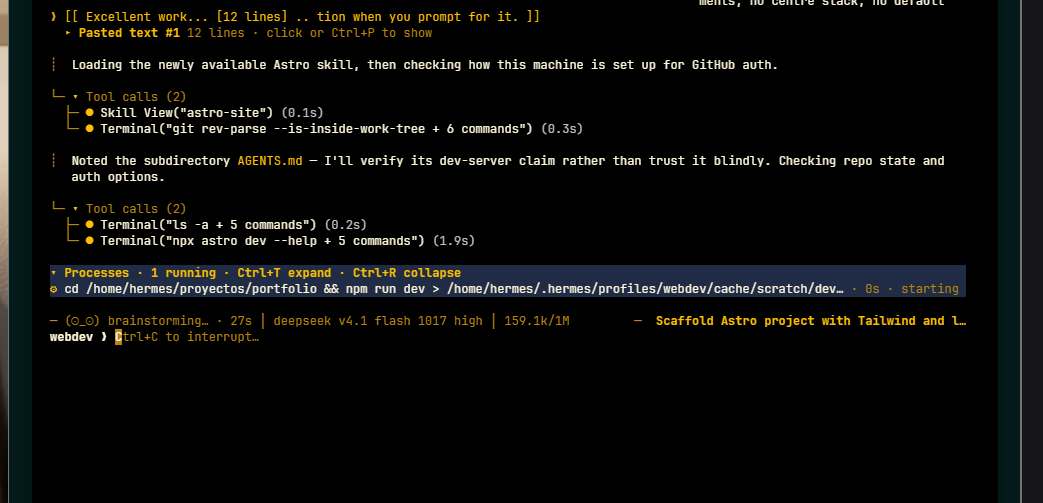 ments, no centre stack, no default
❯ [[ Excellent work... [12 lines] .. tion when you prompt for it. ]]
▸ Pasted text #1 12 lines · click or Ctrl+P to show
Loading the newly available Astro skill, then checking how this machine is set up for GitHub auth.
└─ ▾ Tool calls (2)
├─ ● Skill View("astro-site") (0.1s)
└─ ● Terminal("git rev-parse --is-inside-work-tree + 6 commands") (0.3s)
Noted the subdirectory AGENTS.md — I'll verify its dev-server claim rather than trust it blindly. Checking repo state and
auth options.
└─ ▾ Tool calls (2)
├─ ● Terminal("ls -a + 5 commands") (0.2s)
└─ ● Terminal("npx astro dev --help + 5 commands") (1.9s)
▾ Processes · 1 running · Ctrl+T expand · Ctrl+R collapse
⚙ cd /home/hermes/proyectos/portfolio && npm run dev > /home/hermes/.hermes/profiles/webdev/cache/scratch/dev… · 0s · starting
─ (⊙_⊙) brainstorming… · 27s │ deepseek v4.1 flash 1017 high │ 159.1k/1M ─ Scaffold Astro project with Tailwind and l…
webdev ❯ Ctrl+C to interrupt…